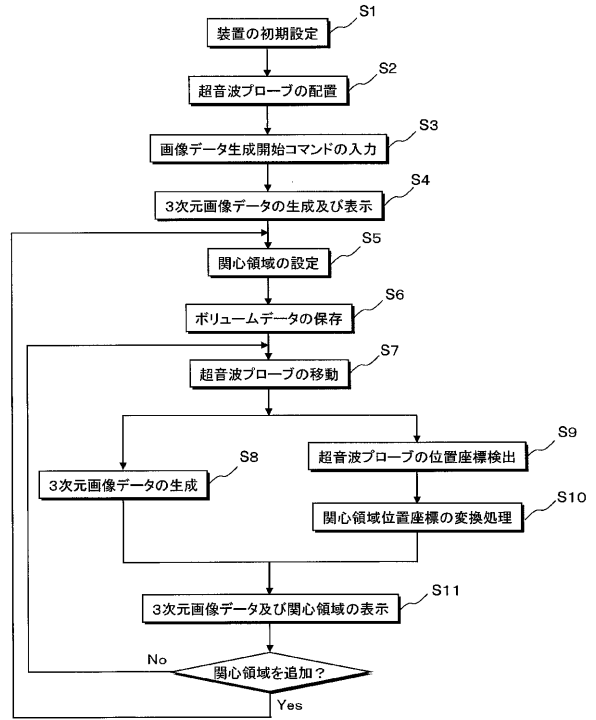 S1
装置の初期設定
S2
超音波プローブの配置
S3
画像データ生成開始コマンドの入力
S4
3次元画像データの生成及び表示
S5
関心領域の設定
S6
ボリュームデータの保存
S7
超音波プローブの移動
S8
3次元画像データの生成
S9
超音波プローブの位置座標検出
S10
関心領域位置座標の変換処理
S11
3次元画像データ及び関心領域の表示
No
関心領域を追加？
Yes